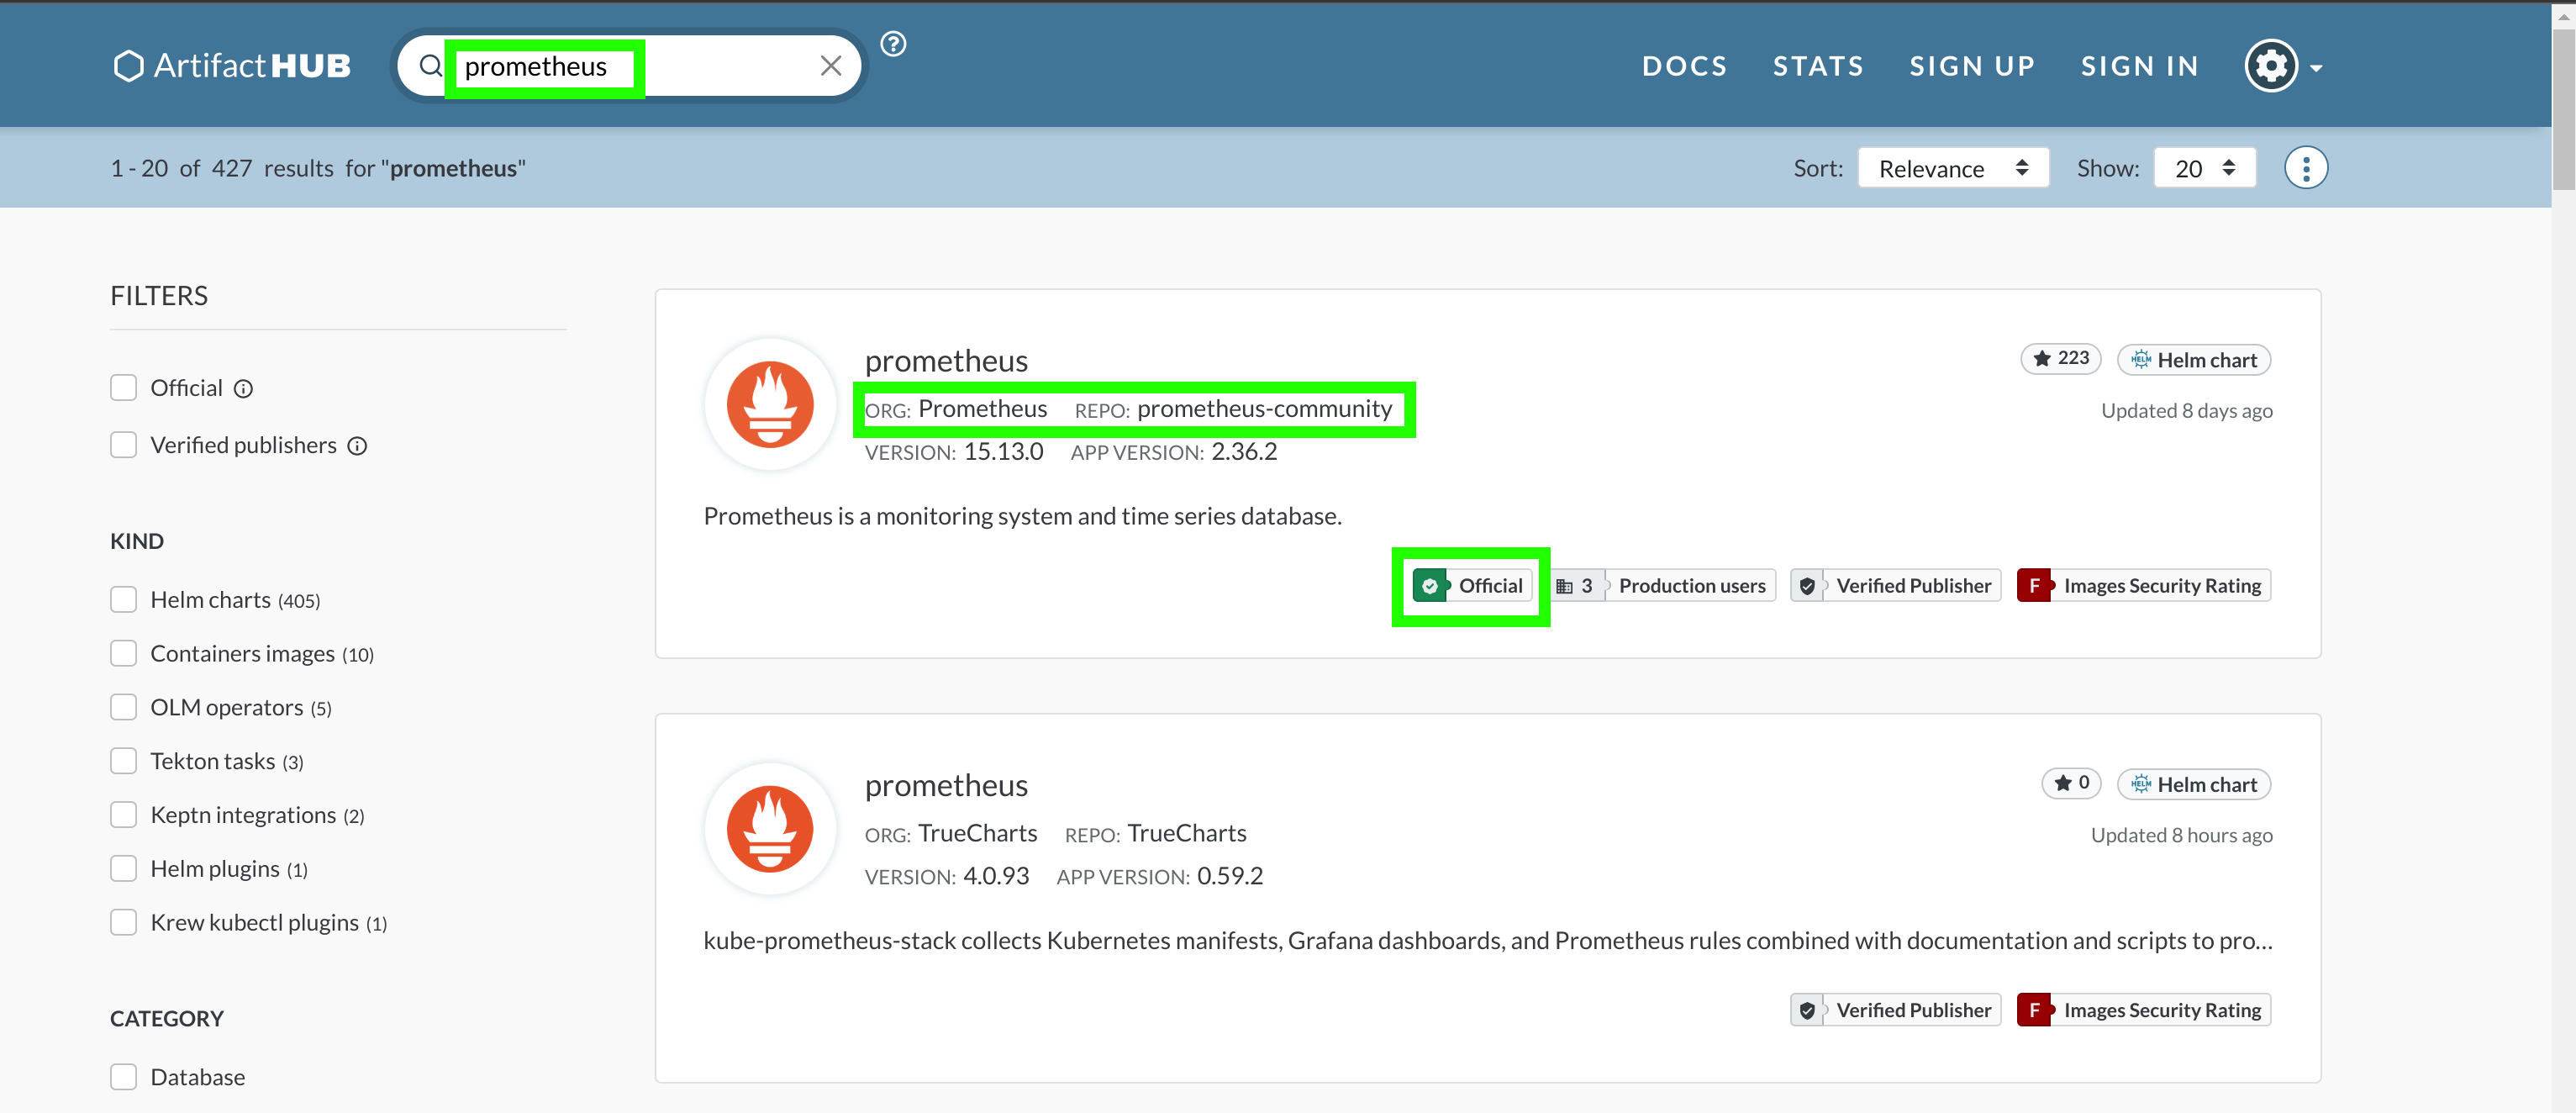 ArtifactHUB
prometheus
DOCS STATS SIGN UP SIGN IN
1 - 20 of 427 results for "prometheus"
Sort: Relevance Show: 20
FILTERS
Official
Verified publishers
KIND
Helm charts (405)
Containers images (10)
OLM operators (5)
Tekton tasks (3)
Keptn integrations (2)
Helm plugins (1)
Krew kubectl plugins (1)
CATEGORY
Database
prometheus
223 HELM Helm chart
ORG: Prometheus REPO: prometheus-community
Updated 8 days ago
VERSION: 15.13.0 APP VERSION: 2.36.2
Prometheus is a monitoring system and time series database.
Official 3 Production users Verified Publisher F Images Security Rating
prometheus
0 HELM Helm chart
ORG: TrueCharts REPO: TrueCharts
Updated 8 hours ago
VERSION: 4.0.93 APP VERSION: 0.59.2
kube-prometheus-stack collects Kubernetes manifests, Grafana dashboards, and Prometheus rules combined with documentation and scripts to pro...
Verified Publisher F Images Security Rating